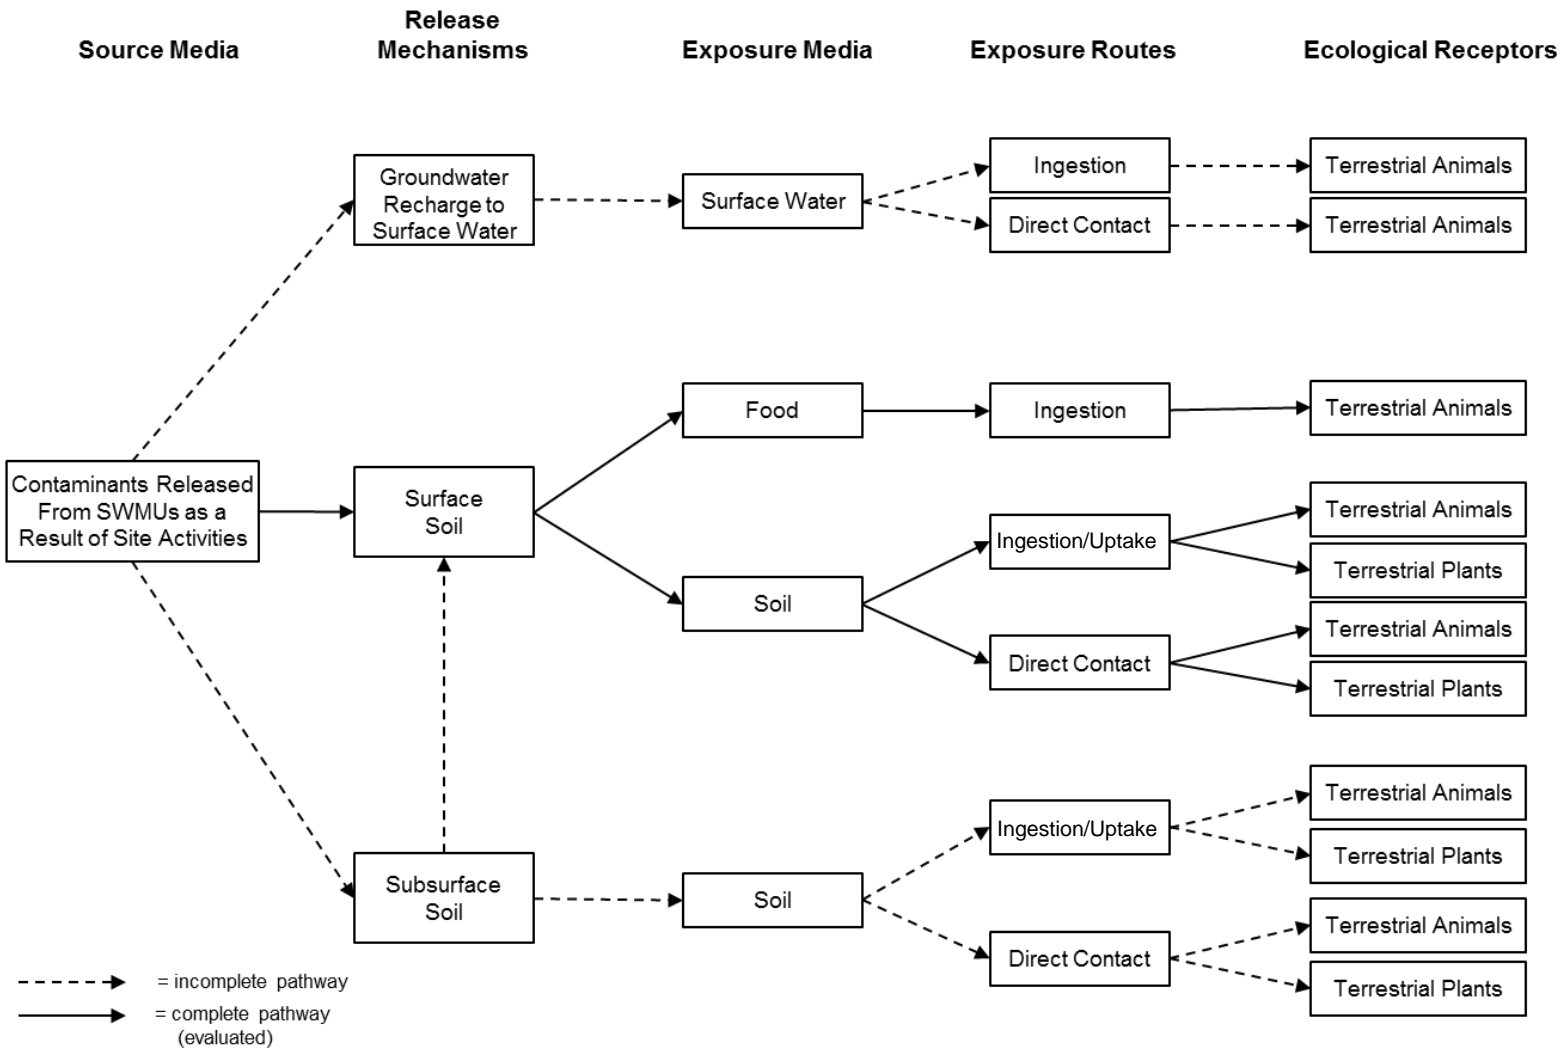 Source Media
Release
Mechanisms
Exposure Media
Exposure Routes
Ecological Receptors
Groundwater
Recharge to
Surface Water
Surface Water
Ingestion
Terrestrial Animals
Direct Contact
Terrestrial Animals
Contaminants Released
From SWMUs as a
Result of Site Activities
Surface
Soil
Food
Ingestion
Terrestrial Animals
Soil
Ingestion/Uptake
Terrestrial Animals
Terrestrial Plants
Direct Contact
Terrestrial Animals
Terrestrial Plants
Subsurface
Soil
Soil
Ingestion/Uptake
Terrestrial Animals
Terrestrial Plants
Direct Contact
Terrestrial Animals
Terrestrial Plants
= incomplete pathway
= complete pathway
(evaluated)